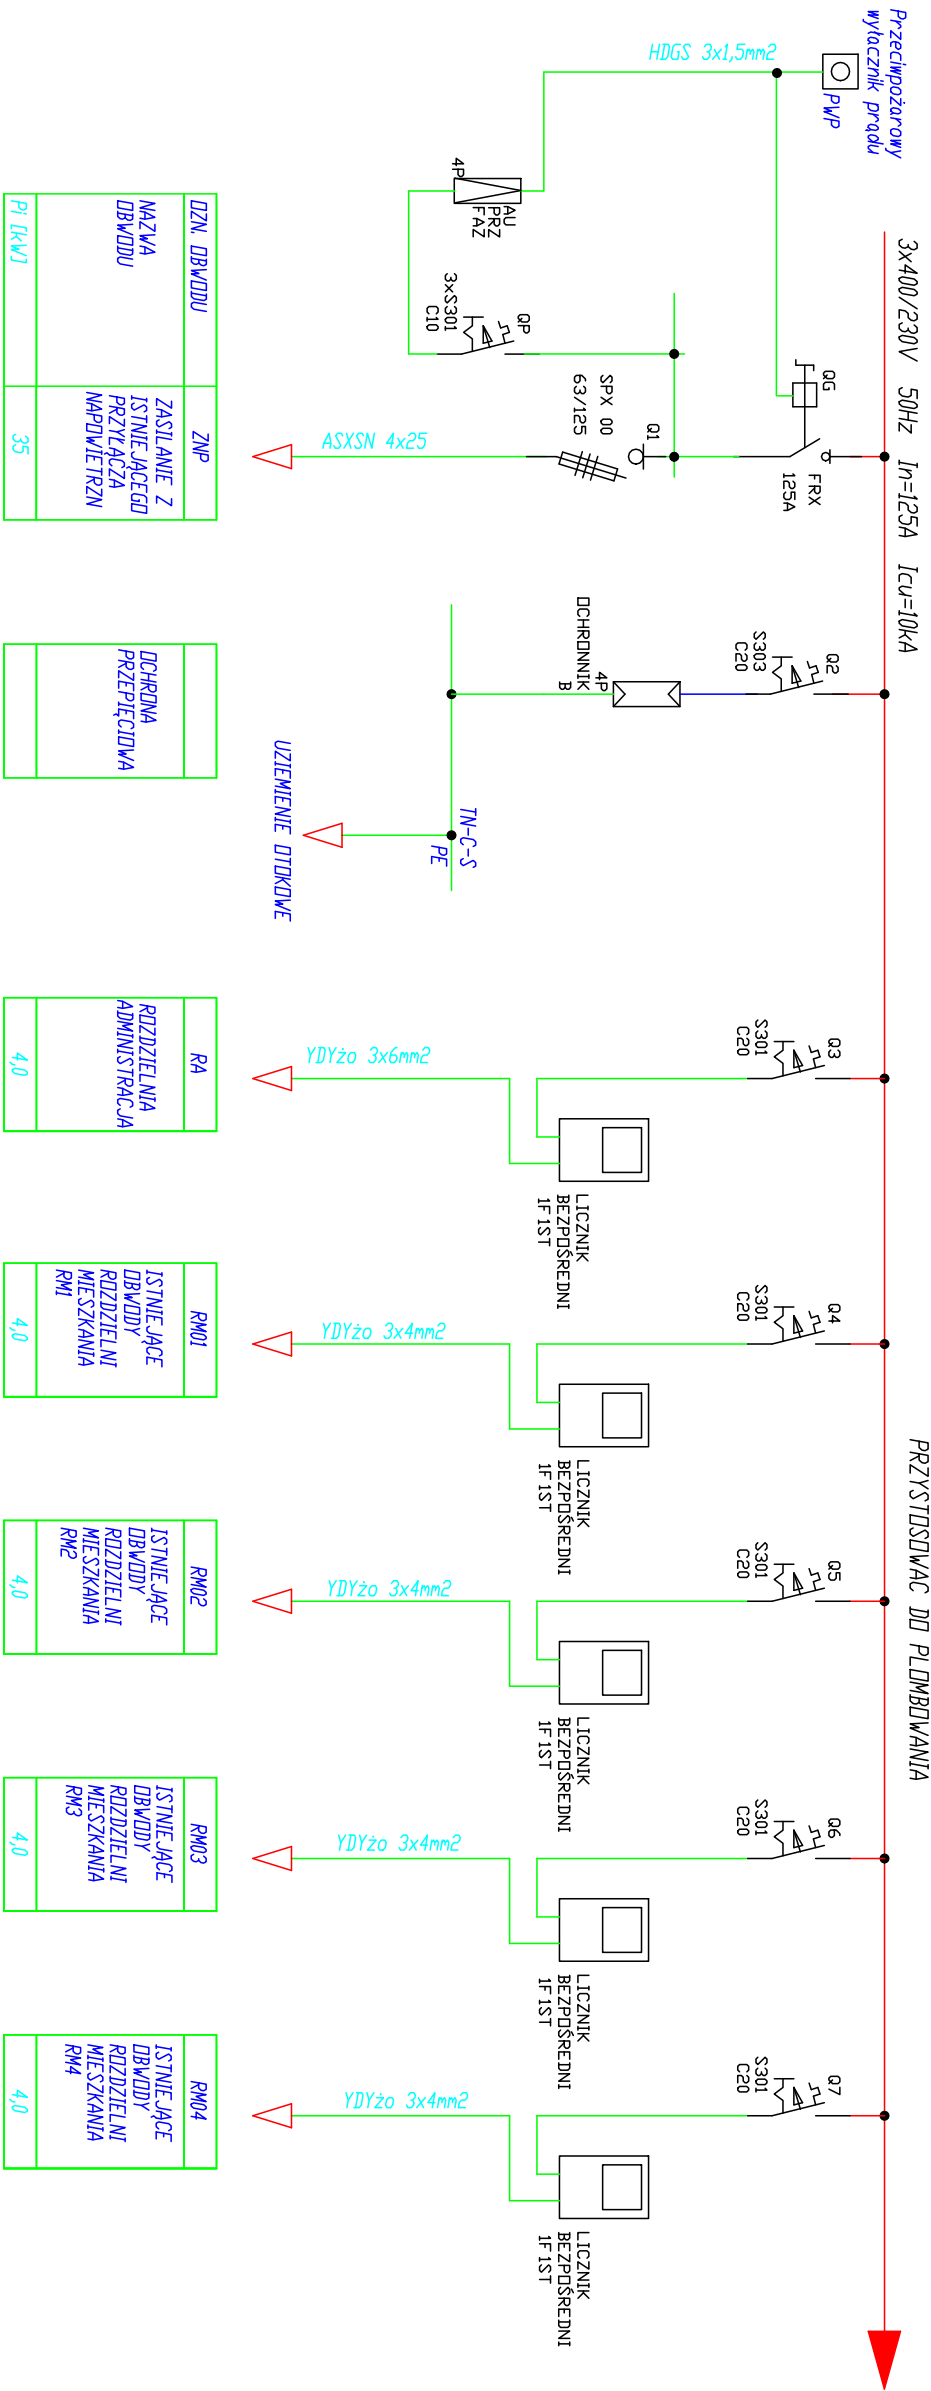 Przeciwpożarowy
wyłacznik prądu
PWP
HDGS 3x1,5mm2
3x400/230V 50Hz In=125A Icu=10kA
PRZYSTOSOWAC DO PLOMBOWANIA
4P
AU
PRZ
FAZ
QP
3xS301
C10
QG
FRX
125A
Q1
SPX 00
63/125
ASXSN 4x25
Q2
S303
C20
4P
OCHRONNIK
B
TN-C-S
PE
UZIEMIENIE OTOKOWE
Q3
S301
C20
LICZNIK
BEZPOŚREDNI
1F 1ST
YDYżo 3x6mm2
Q4
S301
C20
LICZNIK
BEZPOŚREDNI
1F 1ST
YDYżo 3x4mm2
Q5
S301
C20
LICZNIK
BEZPOŚREDNI
1F 1ST
YDYżo 3x4mm2
Q6
S301
C20
LICZNIK
BEZPOŚREDNI
1F 1ST
YDYżo 3x4mm2
Q7
S301
C20
LICZNIK
BEZPOŚREDNI
1F 1ST
YDYżo 3x4mm2
OZN. OBWODU
NAZWA
OBWODU
Pi [kW]
ZNP
ZASILANIE Z
ISTNIEJĄCEGO
PRZYŁĄCZA
NAPOWIETRZN
35
OCHRONA
PRZEPIĘCIOWA
RA
ROZDZIELNIA
ADMINISTRACJA
4,0
RM01
ISTNIEJĄCE
OBWODY
ROZDZIELNI
MIESZKANIA
RM1
4,0
RM02
ISTNIEJĄCE
OBWODY
ROZDZIELNI
MIESZKANIA
RM2
4,0
RM03
ISTNIEJĄCE
OBWODY
ROZDZIELNI
MIESZKANIA
RM3
4,0
RM04
ISTNIEJĄCE
OBWODY
ROZDZIELNI
MIESZKANIA
RM4
4,0